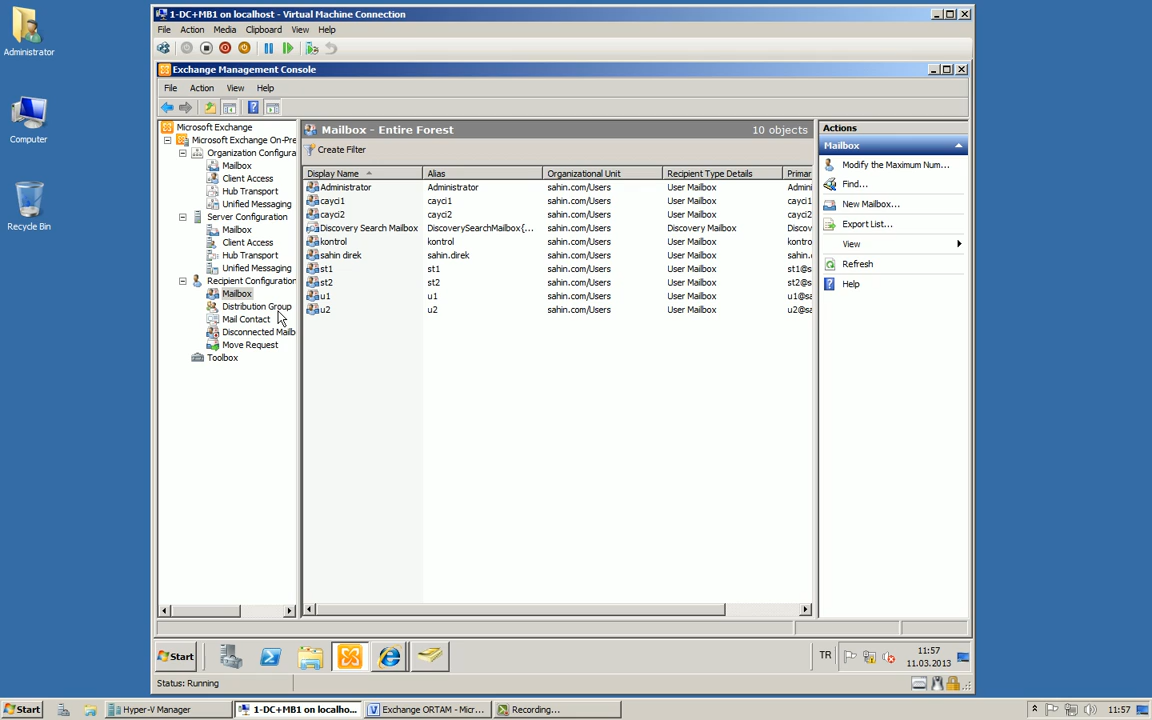 Administrator
Computer
Recycle Bin
1-DC+MB1 on localhost - Virtual Machine Connection
File Action Media Clipboard View Help
Exchange Management Console
File Action View Help
Microsoft Exchange
Microsoft Exchange On-Pre
Organization Configura
Mailbox
Client Access
Hub Transport
Unified Messaging
Server Configuration
Mailbox
Client Access
Hub Transport
Unified Messaging
Recipient Configuration
Mailbox
Distribution Group
Mail Contact
Disconnected Mailb
Move Request
Toolbox
Mailbox - Entire Forest 10 objects
Create Filter
Display Name Alias Organizational Unit Recipient Type Details Primar
Administrator Administrator sahin.com/Users User Mailbox Admini
cayci1 cayci1 sahin.com/Users User Mailbox cayci1
cayci2 cayci2 sahin.com/Users User Mailbox cayci2
Discovery Search Mailbox DiscoverySearchMailbox{... sahin.com/Users Discovery Mailbox Discov
kontrol kontrol sahin.com/Users User Mailbox kontro
sahin direk sahin.direk sahin.com/Users User Mailbox sahin.
st1 st1 sahin.com/Users User Mailbox st1@s
st2 st2 sahin.com/Users User Mailbox st2@s
u1 u1 sahin.com/Users User Mailbox u1@sa
u2 u2 sahin.com/Users User Mailbox u2@sa
Actions
Mailbox
Modify the Maximum Num...
Find...
New Mailbox...
Export List...
View
Refresh
Help
Start TR 11:57
11.03.2013
Status: Running
Start Hyper-V Manager 1-DC+MB1 on localho... Exchange ORTAM - Micr... Recording... 11:57